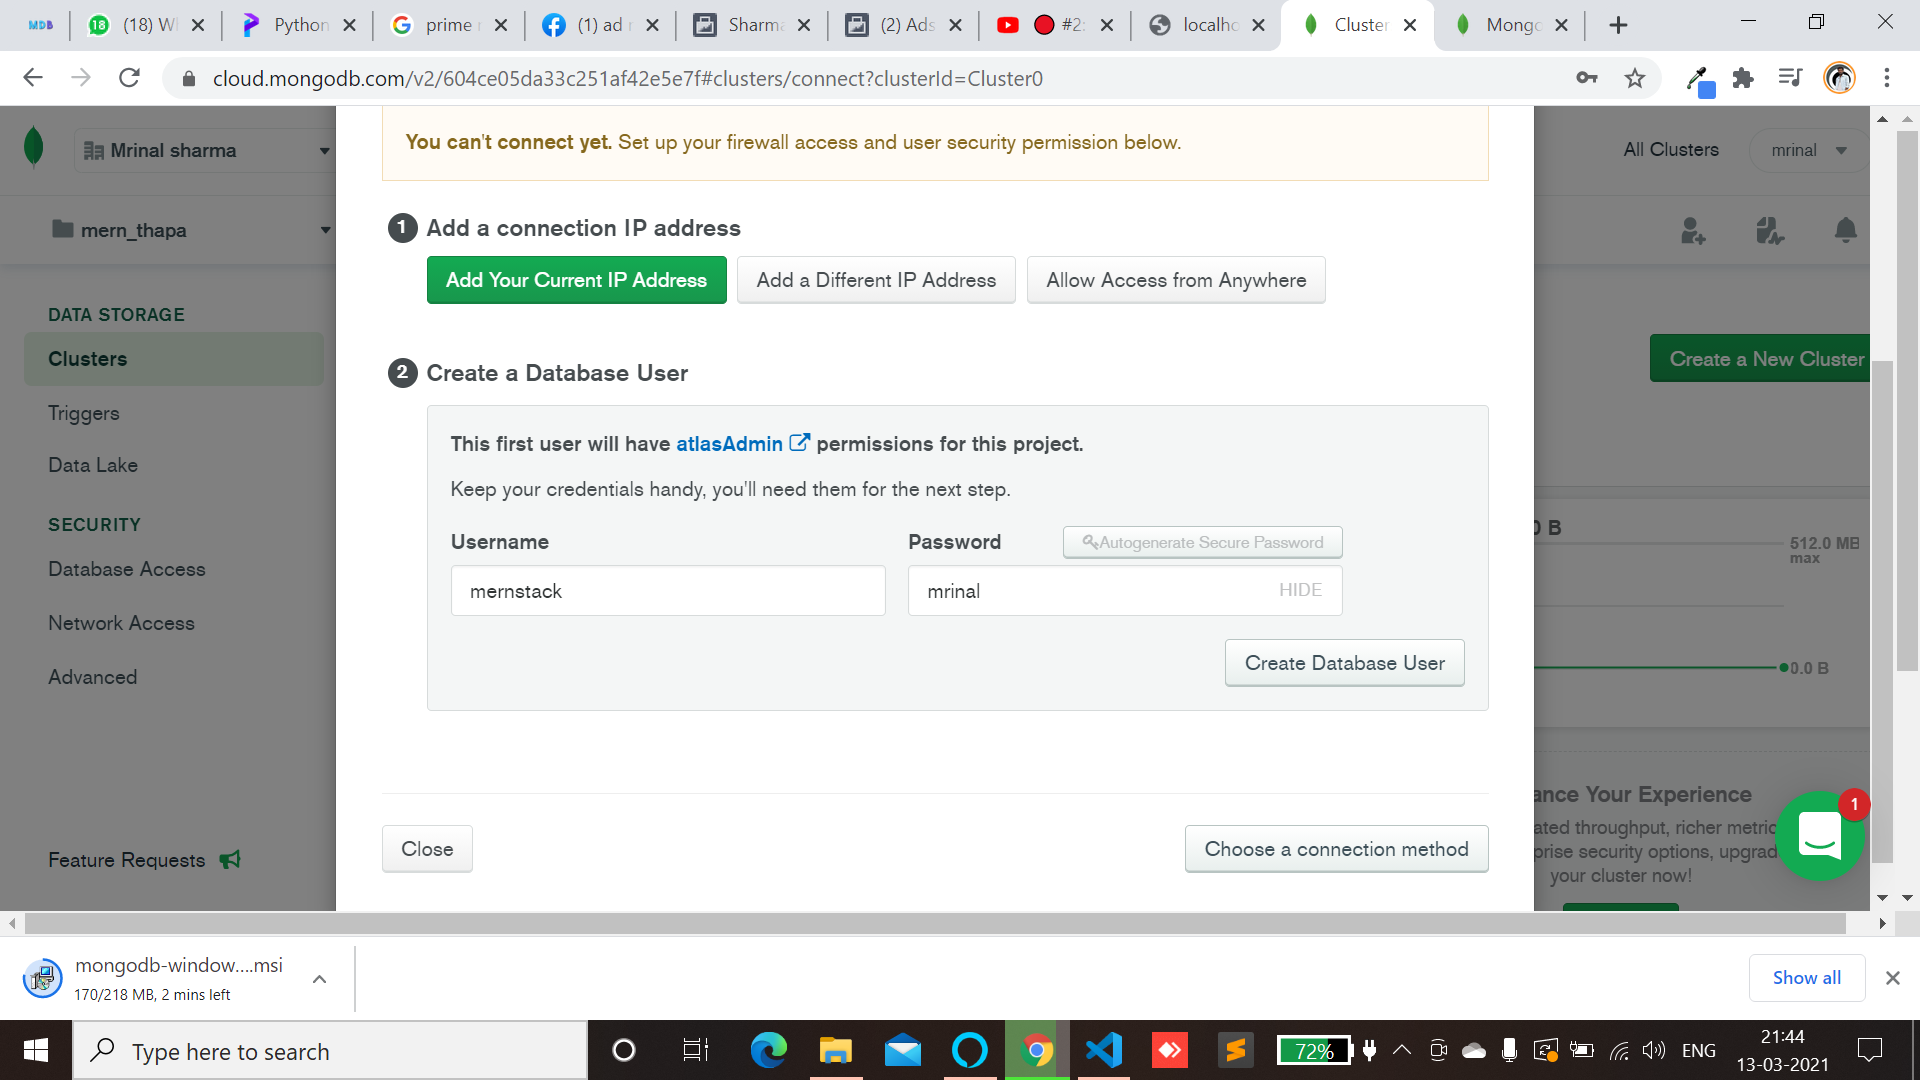 MDB
18
(18) W
Python
prime r
(1) ad r
Sharma
(2) Ads
#2:
localho
Cluster
Mongo
cloud.mongodb.com/v2/604ce05da33c251af42e5e7f#clusters/connect?clusterId=Cluster0
Mrinal sharma
All Clusters
mrinal
mern_thapa
DATA STORAGE
Clusters
Triggers
Data Lake
SECURITY
Database Access
Network Access
Advanced
Feature Requests
You can't connect yet. Set up your firewall access and user security permission below.
1 Add a connection IP address
Add Your Current IP Address
Add a Different IP Address
Allow Access from Anywhere
2 Create a Database User
This first user will have atlasAdmin permissions for this project.
Keep your credentials handy, you'll need them for the next step.
Username
Password
Autogenerate Secure Password
mernstack
mrinal
HIDE
Create Database User
Close
Choose a connection method
Create a New Cluster
0 B
512.0 MB
max
0.0 B
ance Your Experience
ated throughput, richer metric
prise security options, upgrad
your cluster now!
1
mongodb-window....msi
170/218 MB, 2 mins left
Show all
Type here to search
72%
ENG
21:44
13-03-2021